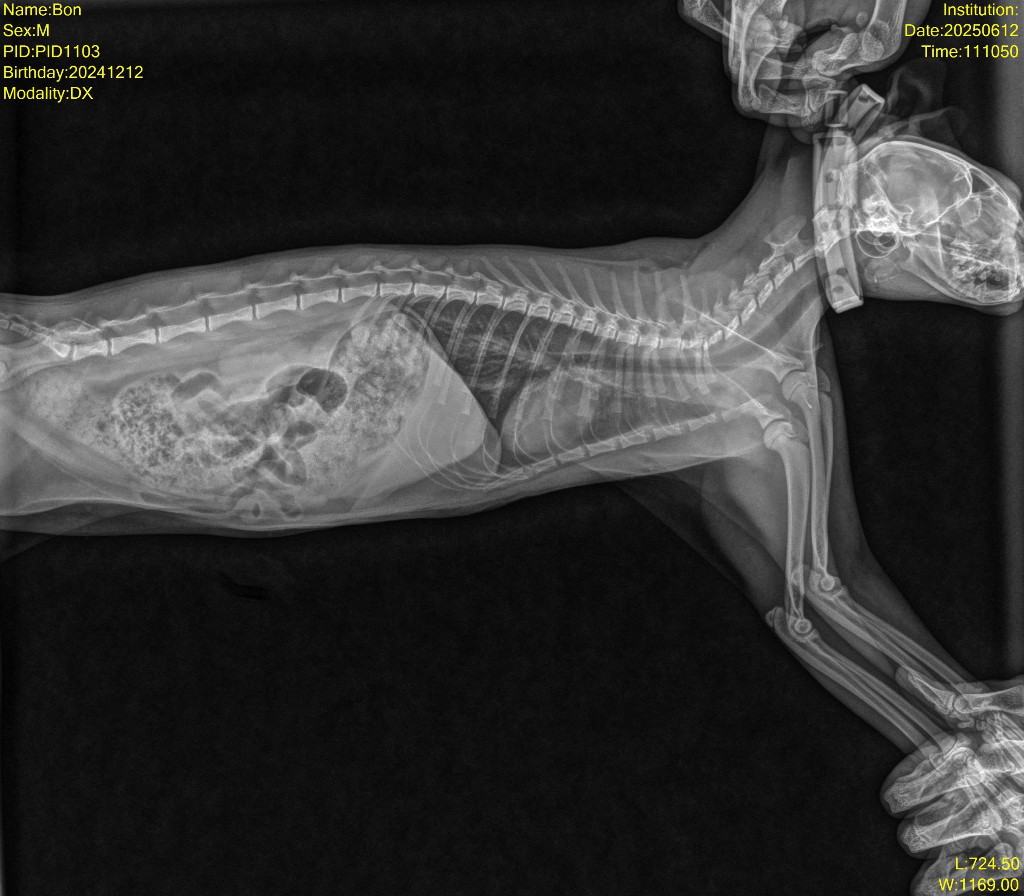 Name:Bon
Sex:M
PID:PID1103
Birthday:20241212
Modality:DX
Institution:
Date:20250612
Time:111050
L:724.50
W:1169.00